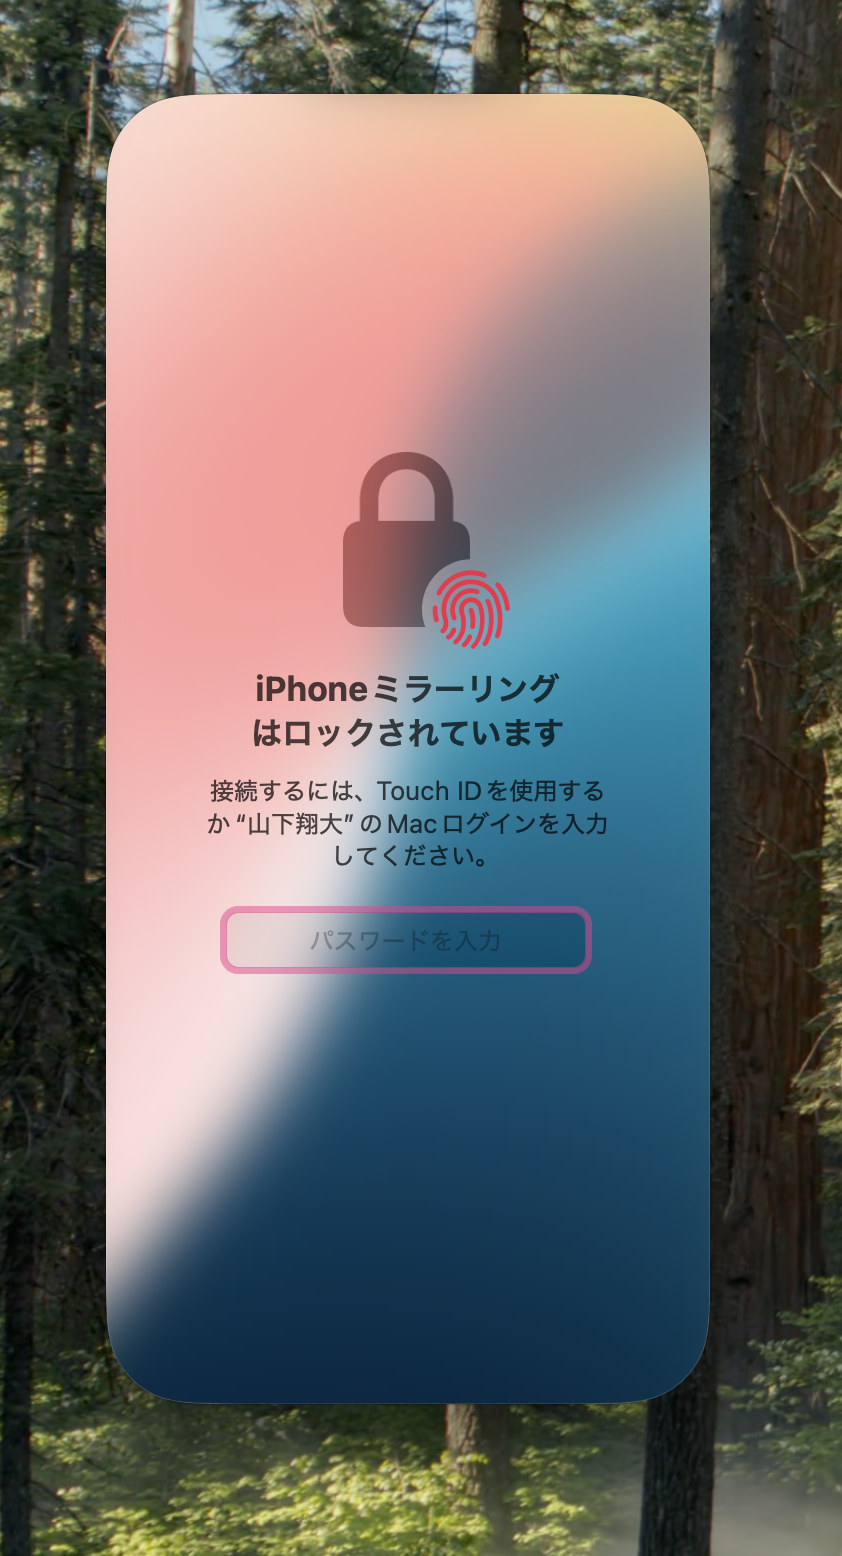 iPhoneミラーリング
はロックされています
接続するには、Touch IDを使用する
か “山下翔大” のMacログインを入力
してください。
パスワードを入力